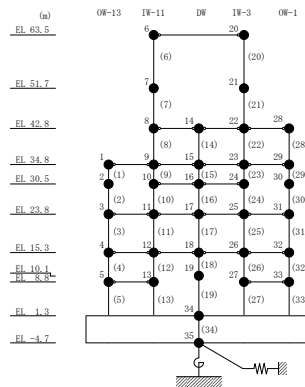 (m) OW-13 IW-11 DW IW-3 OW-1
EL 63.5 6 20
(6) (20)
EL 51.7 7 21
(7) (21)
EL 42.8 8 14 22 28
(8) (14) (22) (28)
EL 34.8 1 9 15 23 29
(1) (9) (15) (23) (29)
EL 30.5 2 10 16 24 30
(2) (10) (16) (24) (30)
EL 23.8 3 11 17 25 31
(3) (11) (17) (25) (31)
EL 15.3 4 12 18 26 32
(4) (12) (18) (26) (32)
EL 10.1 19
EL 8.8 5 13 27 33
(5) (13) (19) (27) (33)
EL 1.3 34
(34)
EL -4.7 35